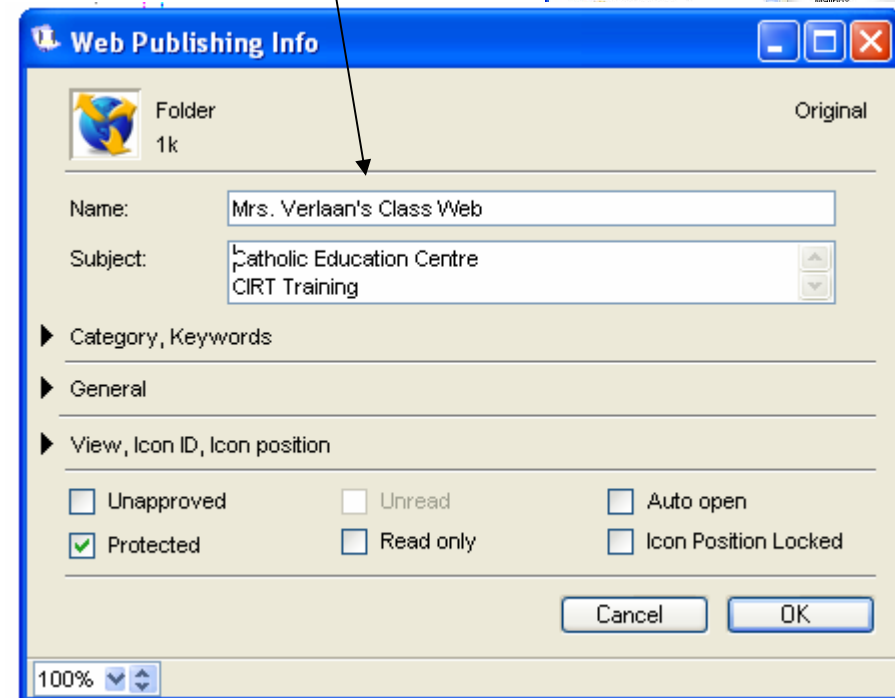 Web Publishing Info
Folder
1k
Original
Name: Mrs. Verlaan's Class Web
Subject: Catholic Education Centre
CIRT Training
Category, Keywords
General
View, Icon ID, Icon position
Unapproved Unread Auto open
Protected Read only Icon Position Locked
Cancel OK
100%